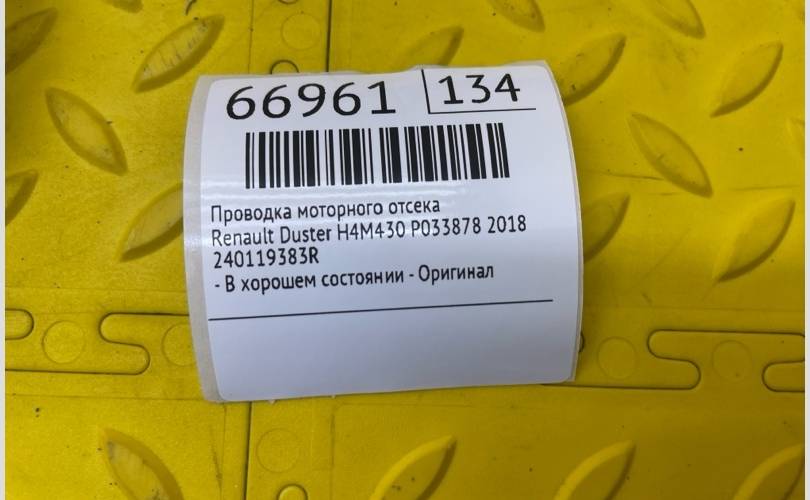 66961 134
Проводка моторного отсека
Renault Duster H4M430 P033878 2018
240119383R
- В хорошем состоянии - Оригинал